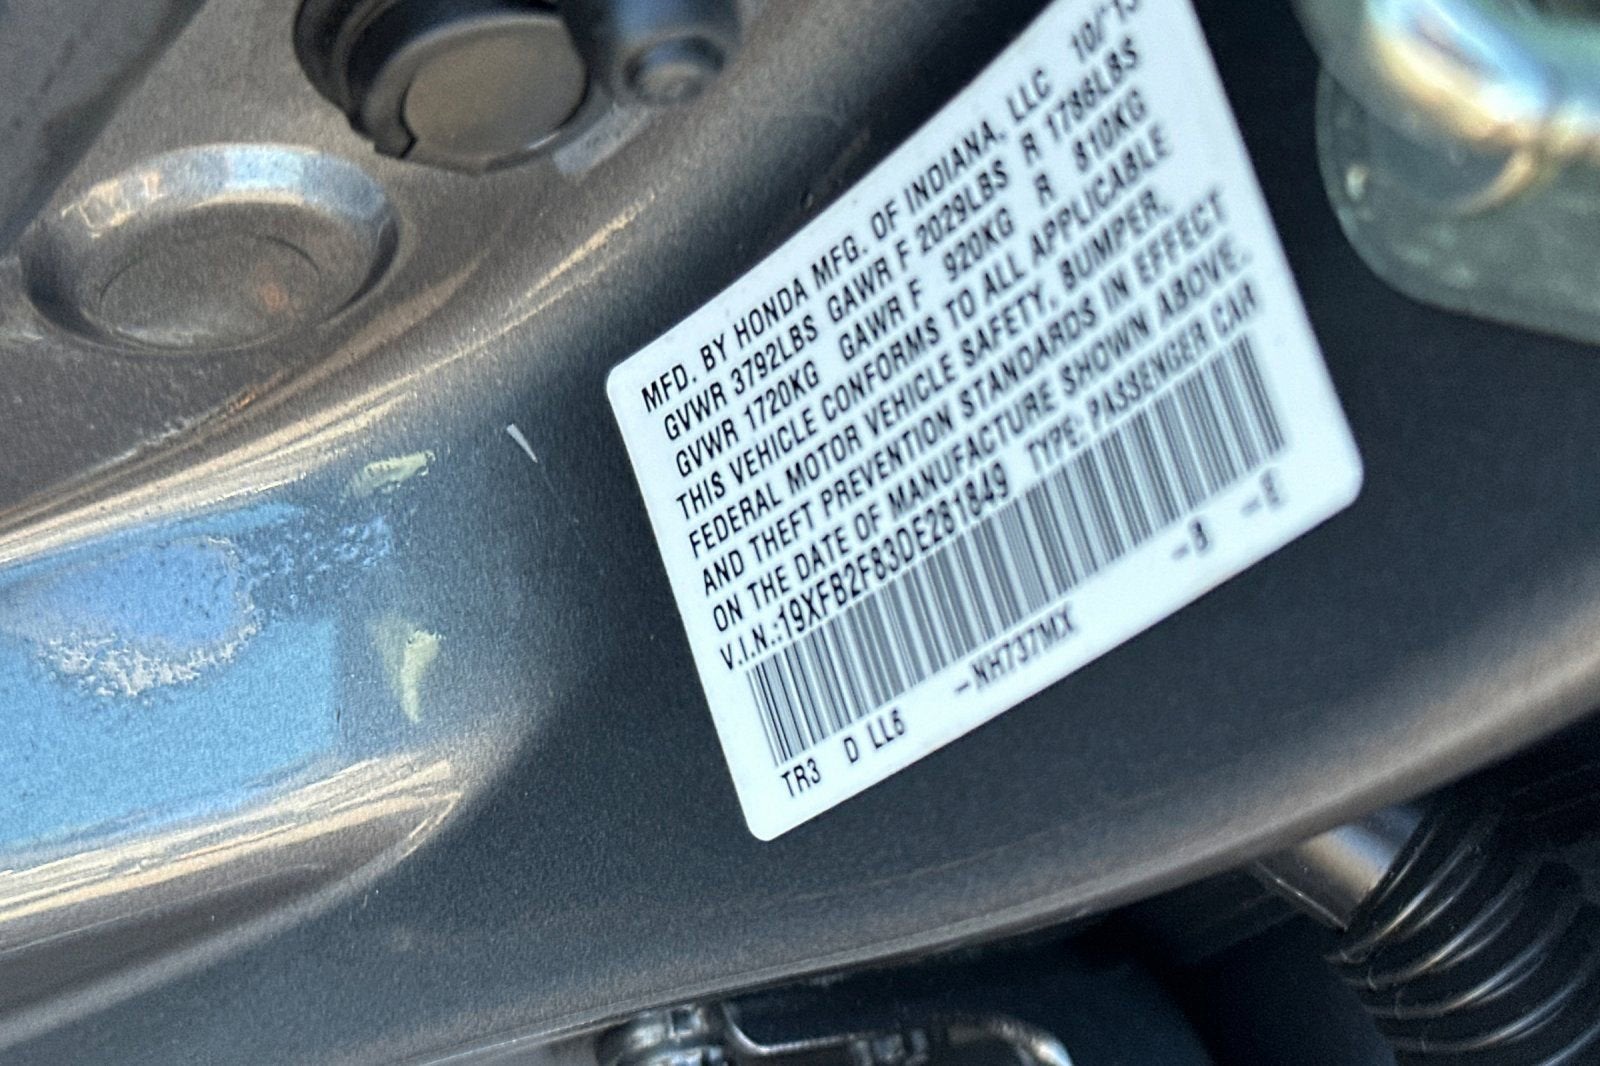 MFD. BY HONDA MFG. OF INDIANA, LLC 10/'13
GVWR 3792LBS GAWR F 2029LBS R 1786LBS
GVWR 1720KG GAWR F 920KG R 810KG
THIS VEHICLE CONFORMS TO ALL APPLICABLE
FEDERAL MOTOR VEHICLE SAFETY, BUMPER,
AND THEFT PREVENTION STANDARDS IN EFFECT
ON THE DATE OF MANUFACTURE SHOWN ABOVE.
V.I.N.:19XFB2F83DE281849 TYPE: PASSENGER CAR
TR3 D LL6 -NH737MX -B -E